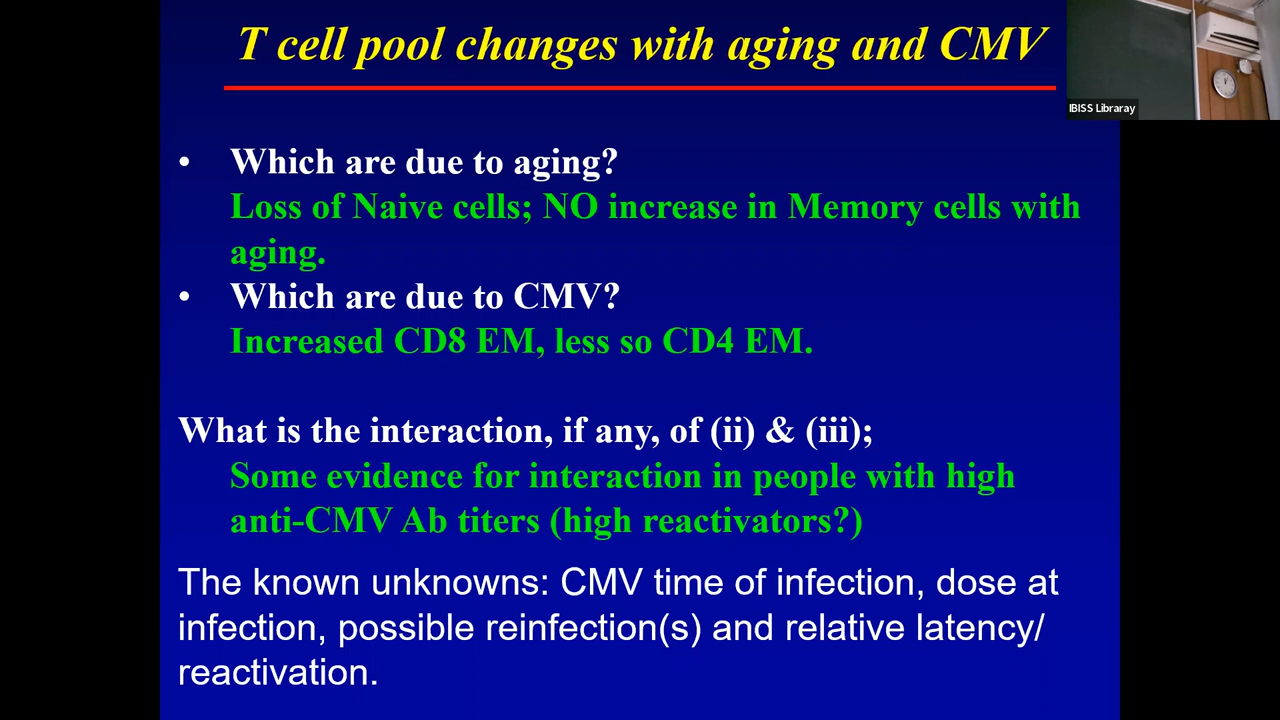 T cell pool changes with aging and CMV
IBISS Libraray
• Which are due to aging?
Loss of Naive cells; NO increase in Memory cells with
aging.
• Which are due to CMV?
Increased CD8 EM, less so CD4 EM.
What is the interaction, if any, of (ii) & (iii);
Some evidence for interaction in people with high
anti-CMV Ab titers (high reactivators?)
The known unknowns: CMV time of infection, dose at
infection, possible reinfection(s) and relative latency/
reactivation.